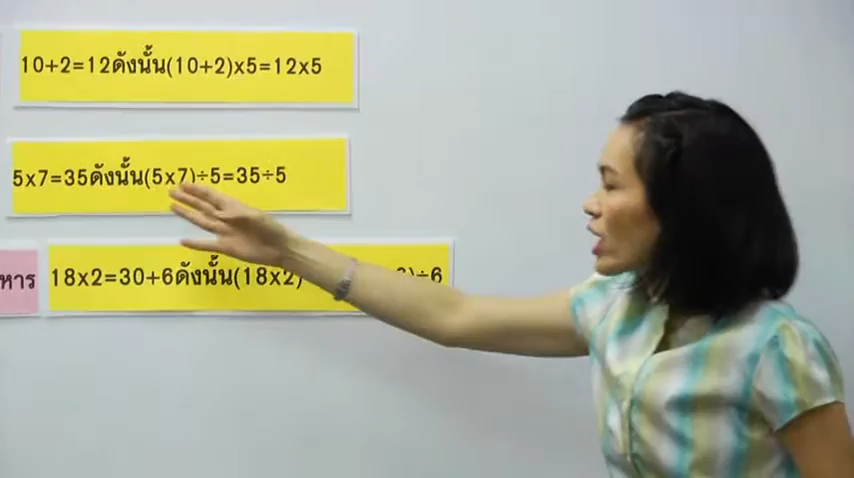 10+2=12ดังนั้น(10+2)x5=12x5
5x7=35ดังนั้น(5x7)÷5=35÷5
หาร 18x2=30+6ดังนั้น(18x2) ÷6